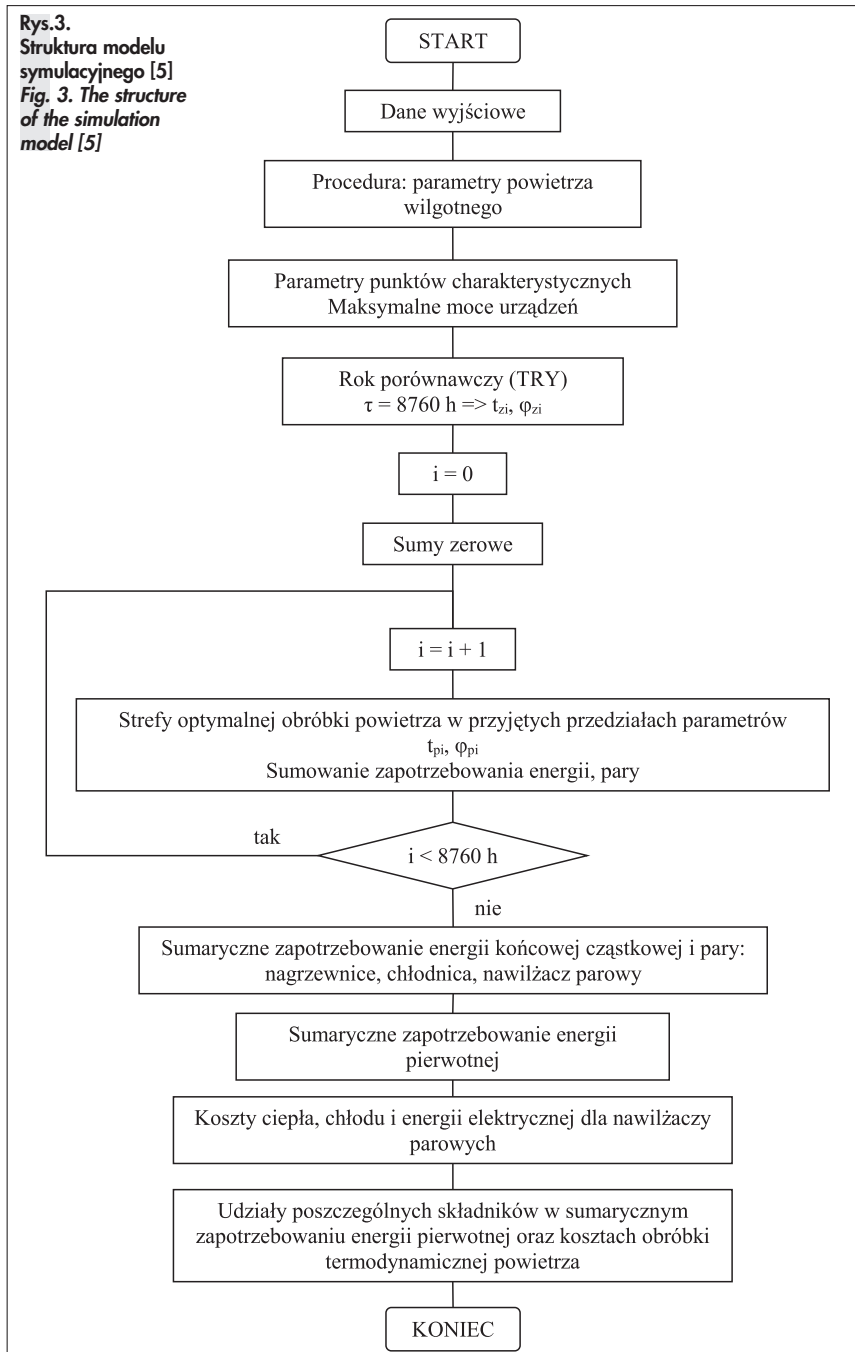 Rys.3.
Struktura modelu
symulacyjnego [5]
Fig. 3. The structure
of the simulation
model [5]
START
Dane wyjściowe
Procedura: parametry powietrza
wilgotnego
Parametry punktów charakterystycznych
Maksymalne moce urządzeń
Rok porównawczy (TRY)
τ = 8760 h => tzi, φzi
i = 0
Sumy zerowe
i = i + 1
Strefy optymalnej obróbki powietrza w przyjętych przedziałach parametrów
tpi, φpi
Sumowanie zapotrzebowania energii, pary
tak
i < 8760 h
nie
Sumaryczne zapotrzebowanie energii końcowej cząstkowej i pary:
nagrzewnice, chłodnica, nawilżacz parowy
Sumaryczne zapotrzebowanie energii
pierwotnej
Koszty ciepła, chłodu i energii elektrycznej dla nawilżaczy
parowych
Udziały poszczególnych składników w sumarycznym
zapotrzebowaniu energii pierwotnej oraz kosztach obróbki
termodynamicznej powietrza
KONIEC